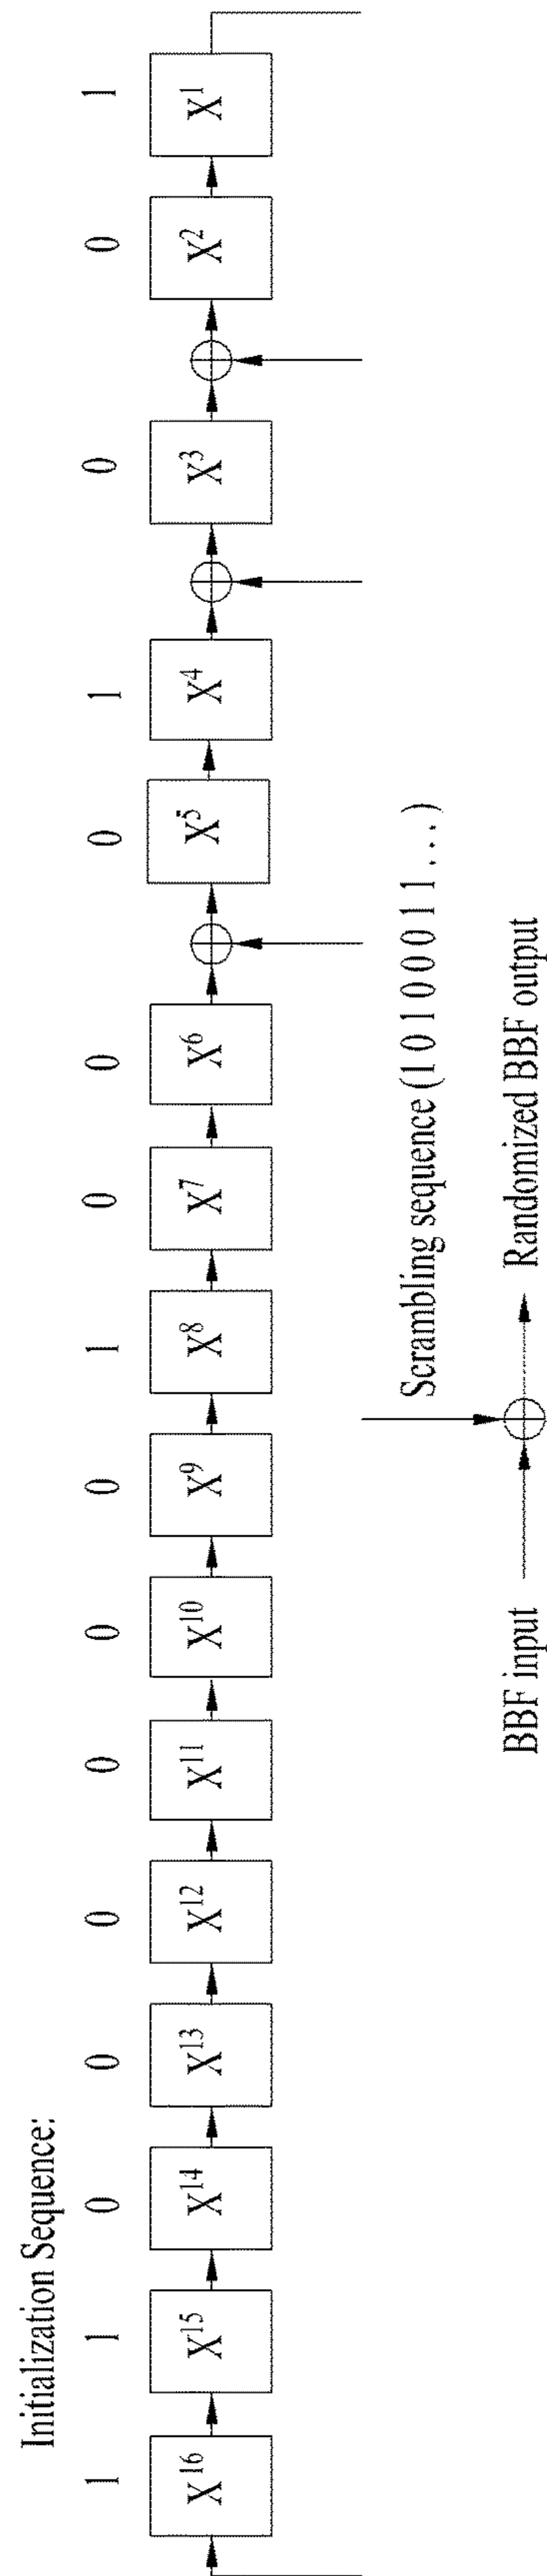 Initialization Sequence:
1 1 0 0 0 0 0 0 1 0 0 0 1 0 0 1
X16 X15 X14 X13 X12 X11 X10 X9 X8 X7 X6 X5 X4 X3 X2 X1
Scrambling sequence (1 0 1 0 0 0 0 1 1 . . . )
BBF input Randomized BBF output